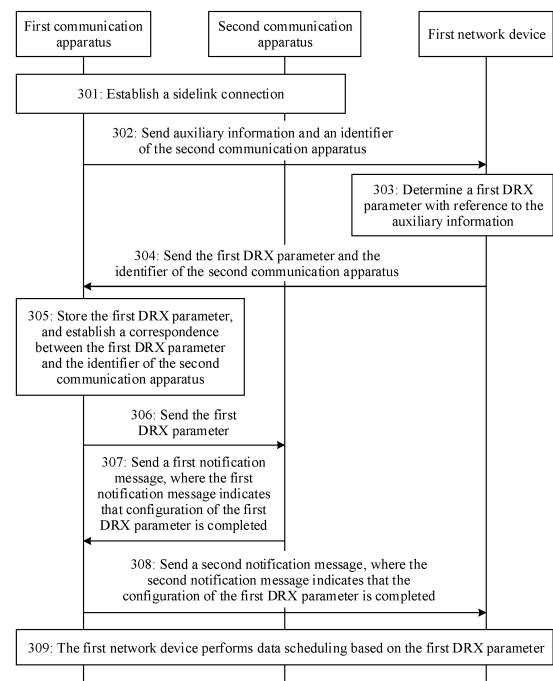 First communication
apparatus
Second communication
apparatus
First network device
301: Establish a sidelink connection
302: Send auxiliary information and an identifier
of the second communication apparatus
303: Determine a first DRX
parameter with reference to the
auxiliary information
304: Send the first DRX parameter and the
identifier of the second communication apparatus
305: Store the first DRX parameter,
and establish a correspondence
between the first DRX parameter
and the identifier of the second
communication apparatus
306: Send the first
DRX parameter
307: Send a first notification
message, where the first
notification message indicates
that configuration of the first
DRX parameter is completed
308: Send a second notification message, where the
second notification message indicates that the
configuration of the first DRX parameter is completed
309: The first network device performs data scheduling based on the first DRX parameter